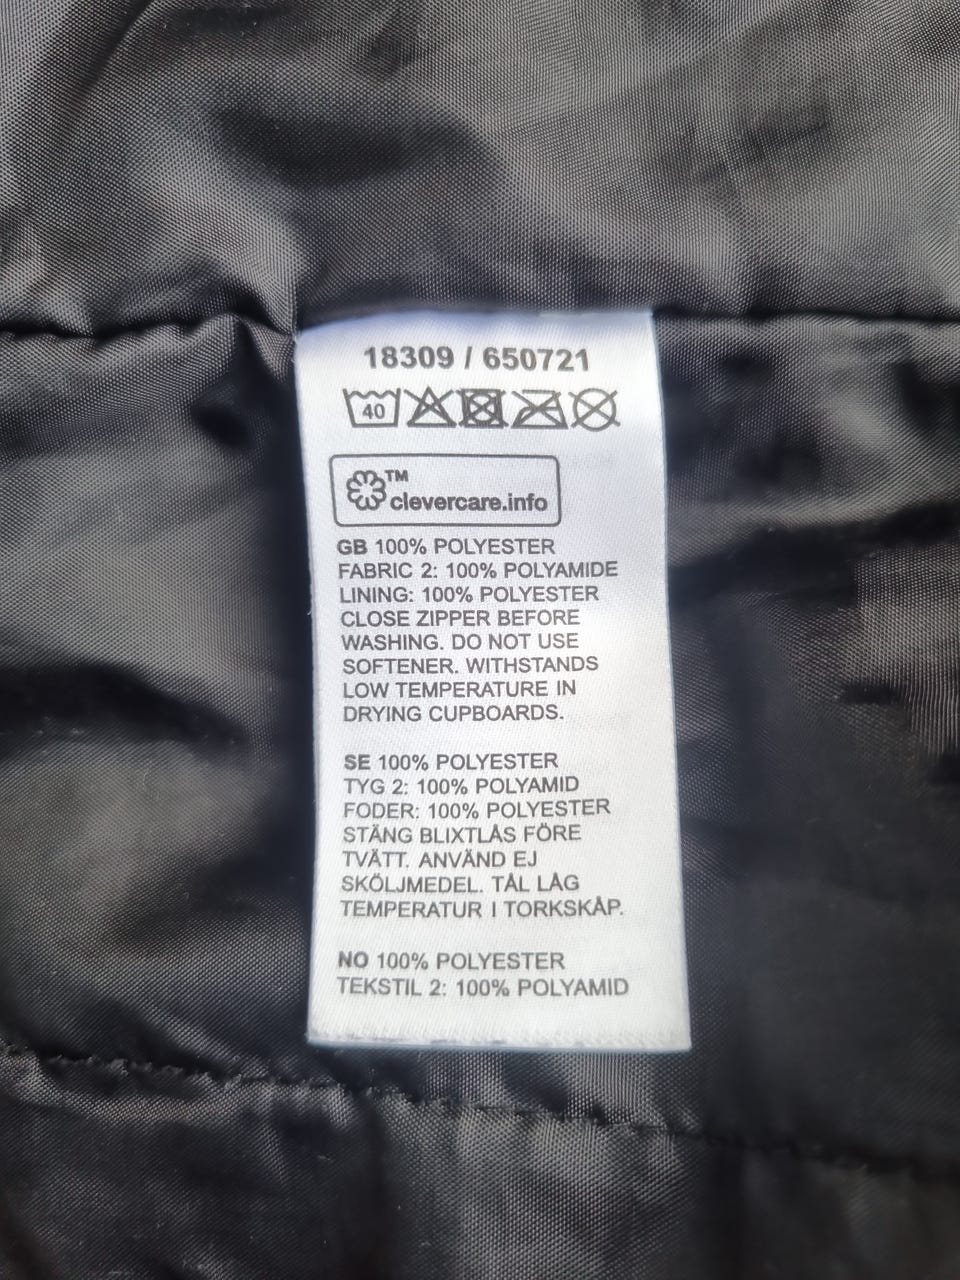 18309 / 650721
40
TM
clevercare.info
GB 100% POLYESTER
FABRIC 2: 100% POLYAMIDE
LINING: 100% POLYESTER
CLOSE ZIPPER BEFORE
WASHING. DO NOT USE
SOFTENER. WITHSTANDS
LOW TEMPERATURE IN
DRYING CUPBOARDS.
SE 100% POLYESTER
TYG 2: 100% POLYAMID
FODER: 100% POLYESTER
STÄNG BLIXTLÅS FÖRE
TVÄTT. ANVÄND EJ
SKÖLJMEDEL. TÅL LÅG
TEMPERATUR I TORKSKÅP.
NO 100% POLYESTER
TEKSTIL 2: 100% POLYAMID